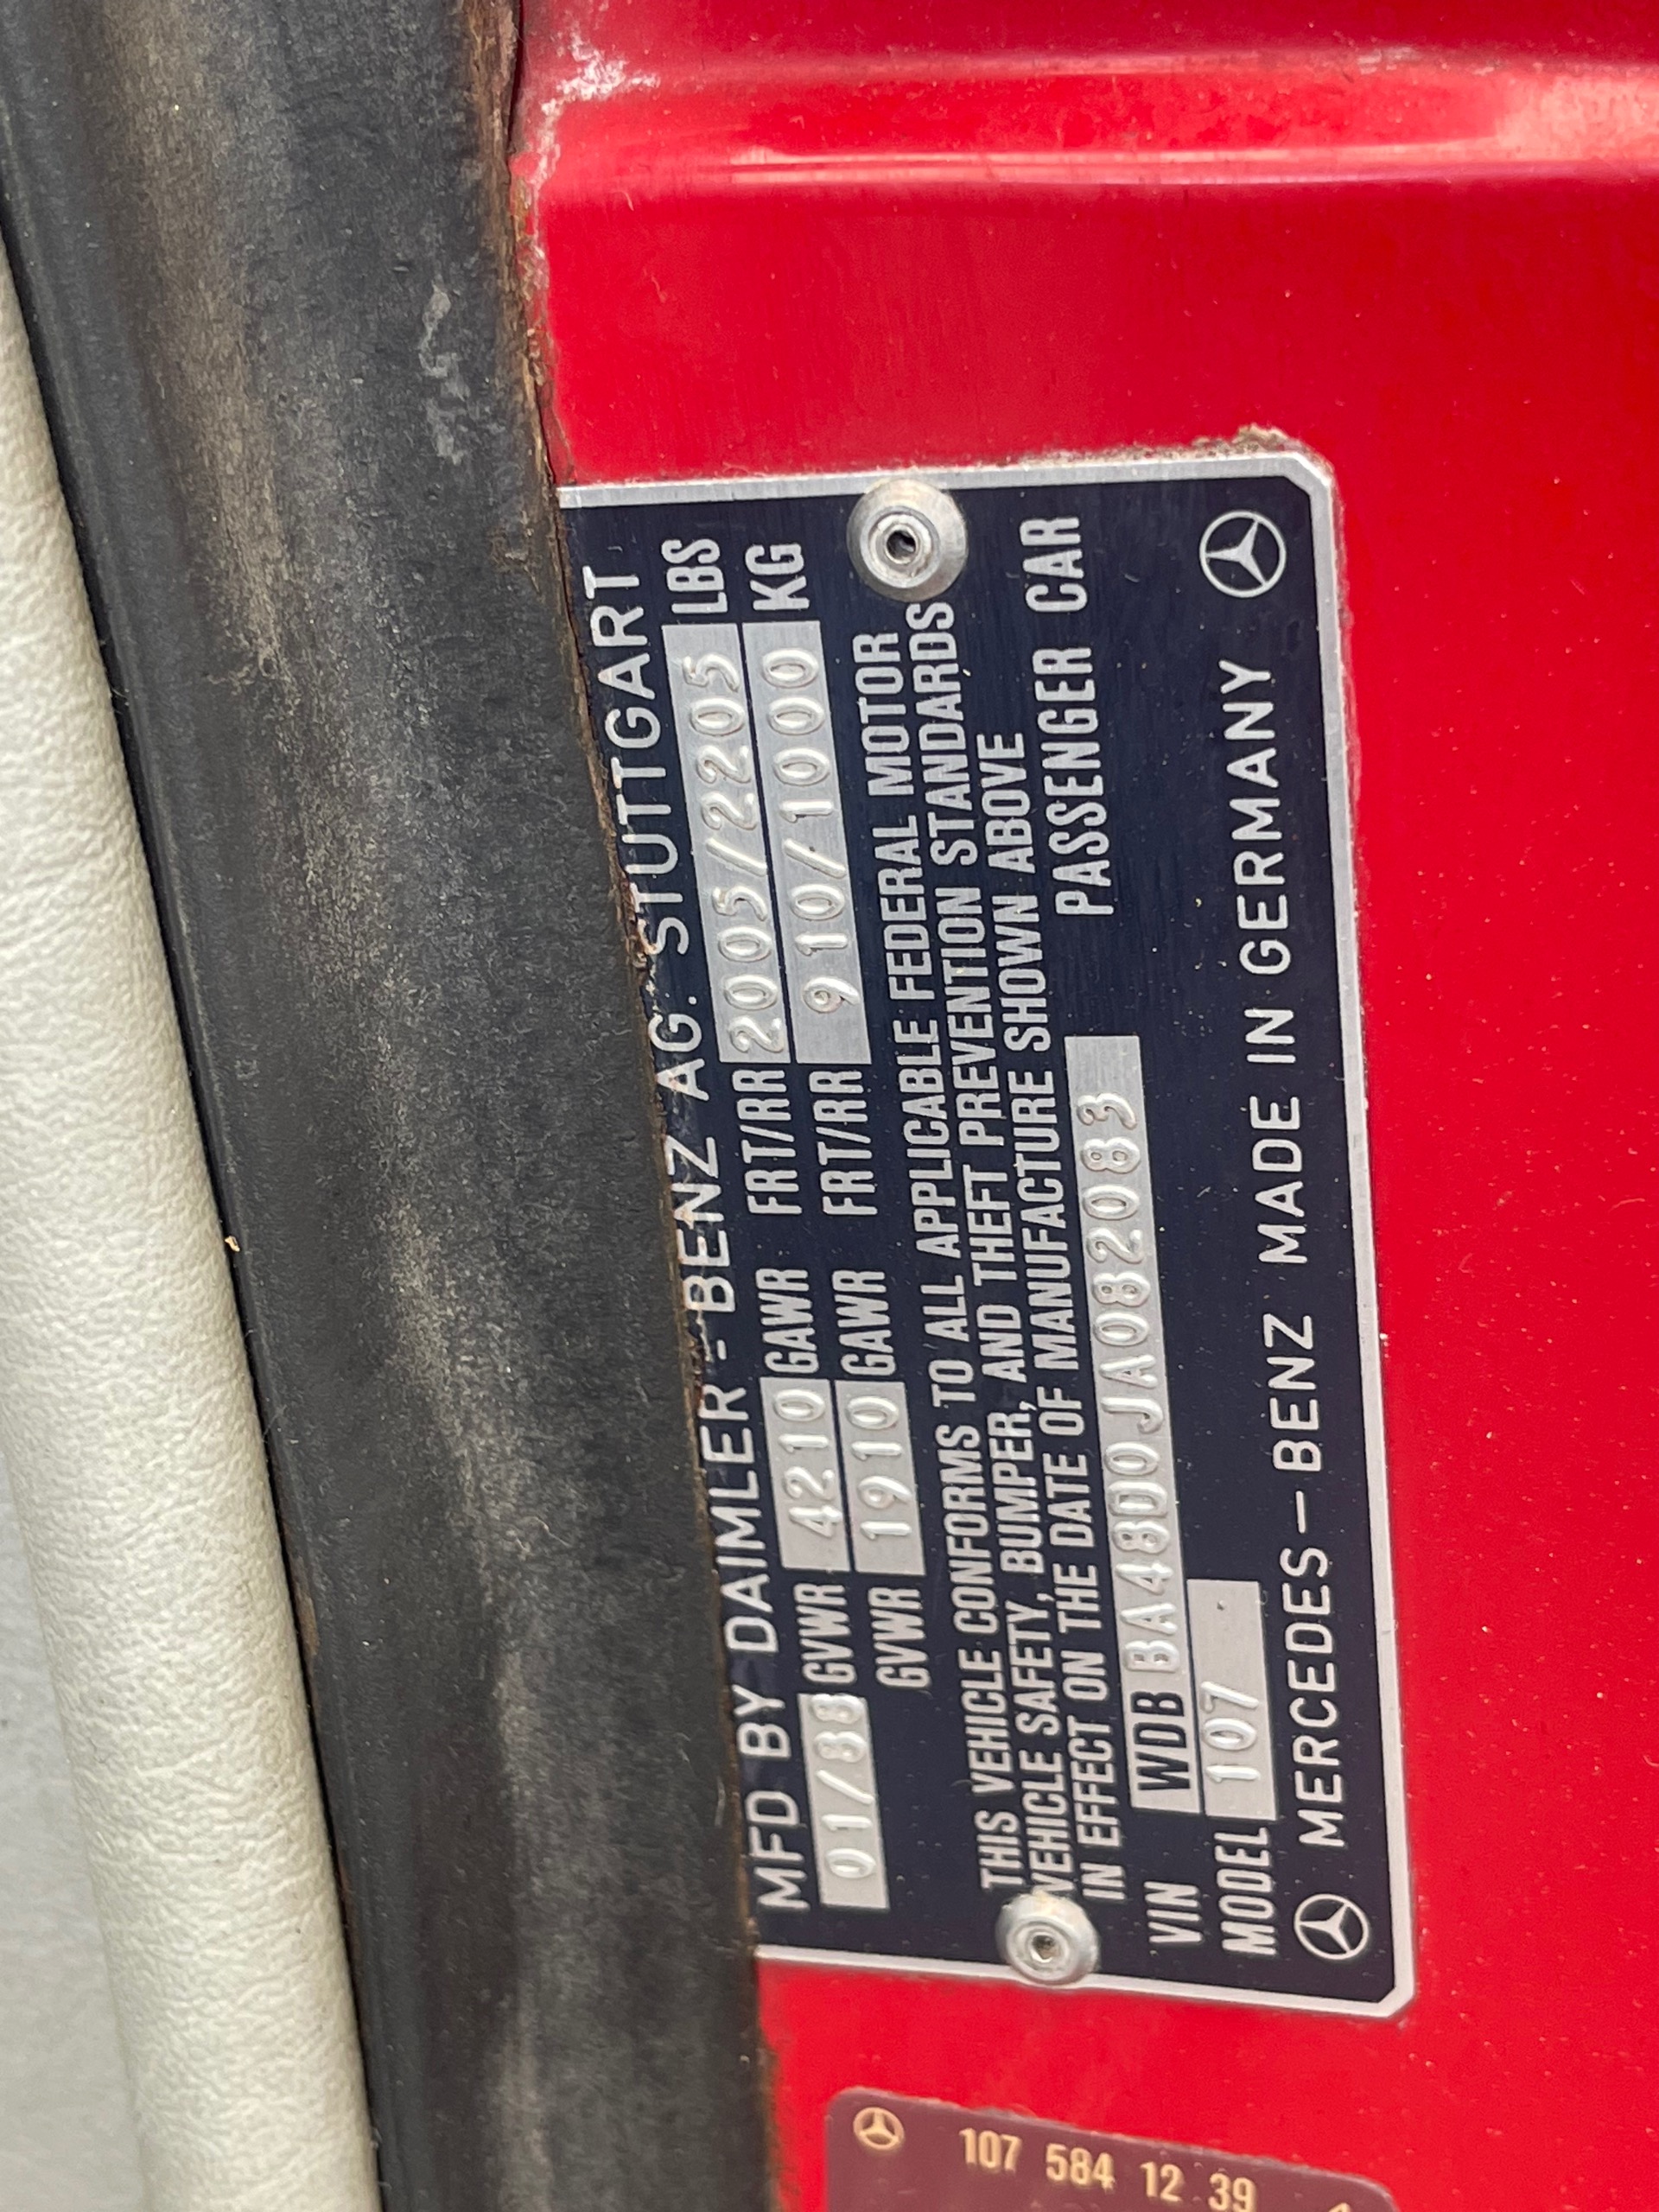 MFD BY DAIMLER-BENZ AG. STUTTGART
01/88 GVWR 4210 GAWR FRT/RR 2005/2205 LBS
GVWR 1910 GAWR FRT/RR 910/1000 KG
THIS VEHICLE CONFORMS TO ALL APPLICABLE FEDERAL MOTOR
VEHICLE SAFETY, BUMPER, AND THEFT PREVENTION STANDARDS
IN EFFECT ON THE DATE OF MANUFACTURE SHOWN ABOVE
VIN WDB BA48D0JA082083 PASSENGER CAR
MODEL 107
MERCEDES-BENZ MADE IN GERMANY
107 584 12 39